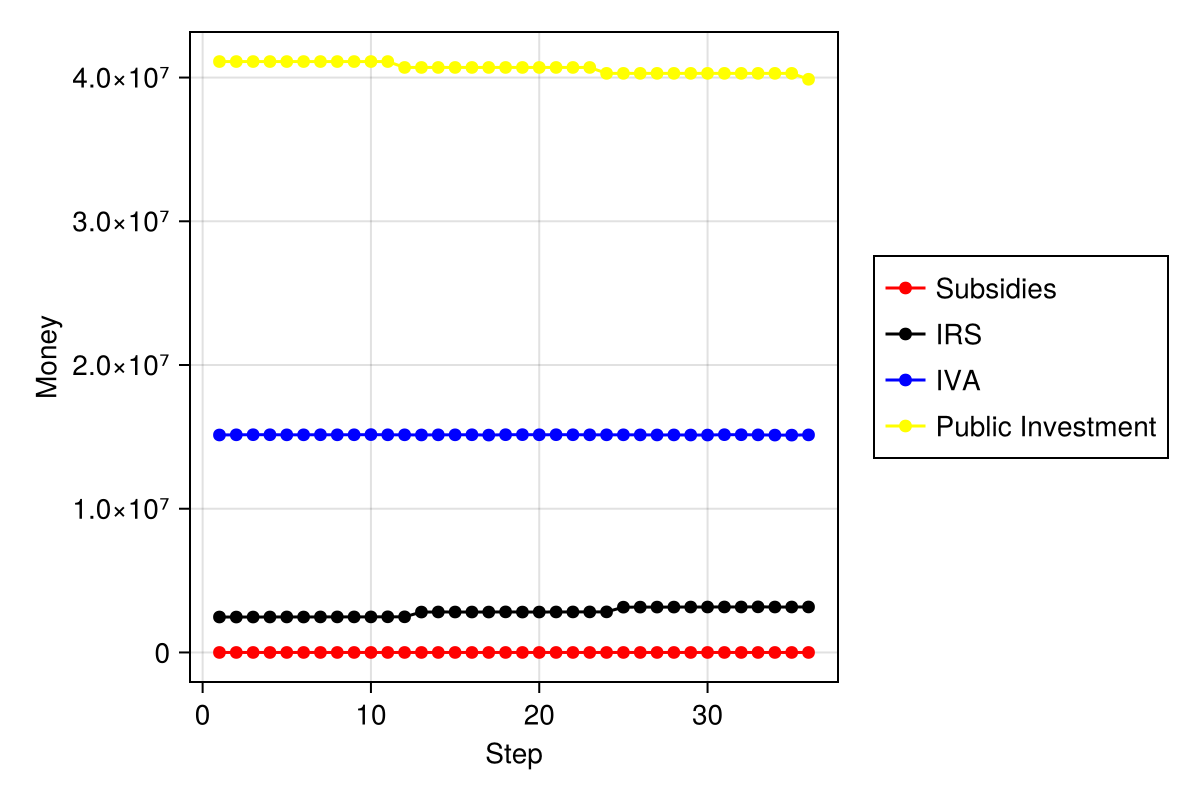 4.0×10⁷
3.0×10⁷
2.0×10⁷
1.0×10⁷
0
Money
0 10 20 30
Step
Subsidies
IRS
IVA
Public Investment